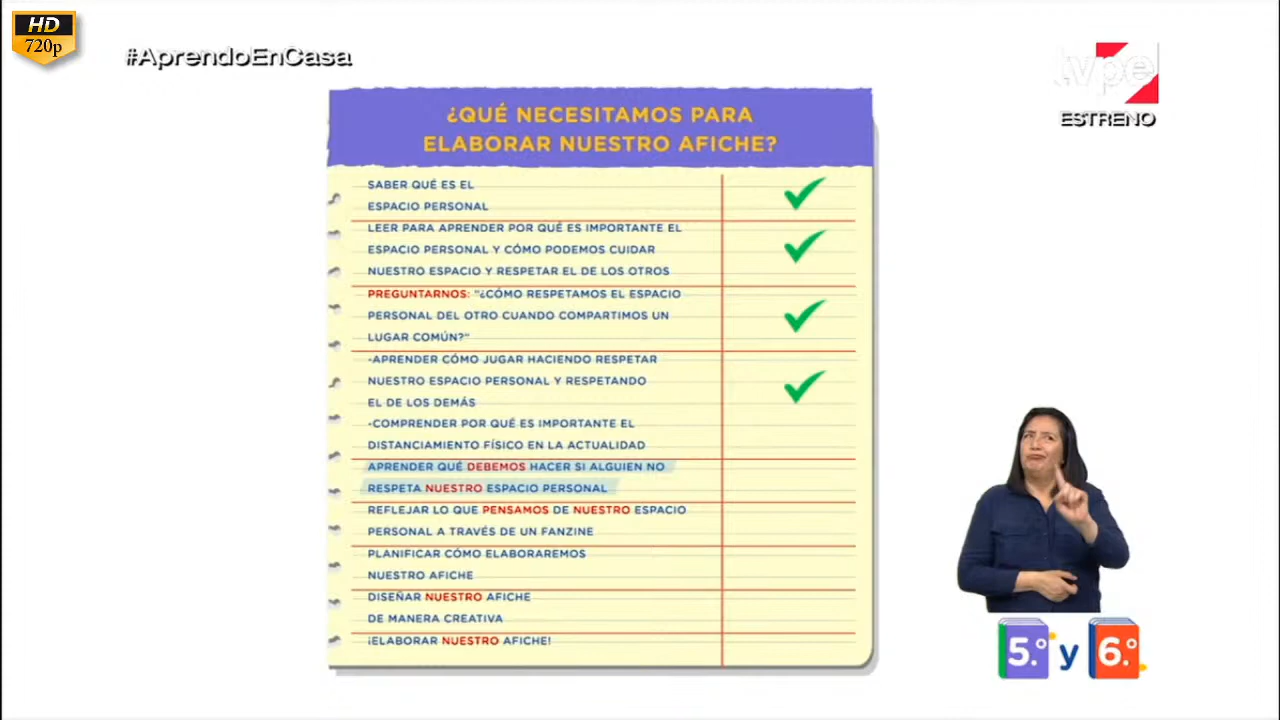 HD
720p
#AprendoEnCasa
tvpe
ESTRENO
¿QUÉ NECESITAMOS PARA
ELABORAR NUESTRO AFICHE?
SABER QUÉ ES EL
ESPACIO PERSONAL
LEER PARA APRENDER POR QUÉ ES IMPORTANTE EL
ESPACIO PERSONAL Y CÓMO PODEMOS CUIDAR
NUESTRO ESPACIO Y RESPETAR EL DE LOS OTROS
PREGUNTARNOS: "¿CÓMO RESPETAMOS EL ESPACIO
PERSONAL DEL OTRO CUANDO COMPARTIMOS UN
LUGAR COMÚN?"
-APRENDER CÓMO JUGAR HACIENDO RESPETAR
NUESTRO ESPACIO PERSONAL Y RESPETANDO
EL DE LOS DEMÁS
-COMPRENDER POR QUÉ ES IMPORTANTE EL
DISTANCIAMIENTO FÍSICO EN LA ACTUALIDAD
APRENDER QUÉ DEBEMOS HACER SI ALGUIEN NO
RESPETA NUESTRO ESPACIO PERSONAL
REFLEJAR LO QUE PENSAMOS DE NUESTRO ESPACIO
PERSONAL A TRAVÉS DE UN FANZINE
PLANIFICAR CÓMO ELABORAREMOS
NUESTRO AFICHE
DISEÑAR NUESTRO AFICHE
DE MANERA CREATIVA
¡ELABORAR NUESTRO AFICHE!
5.° y 6.°